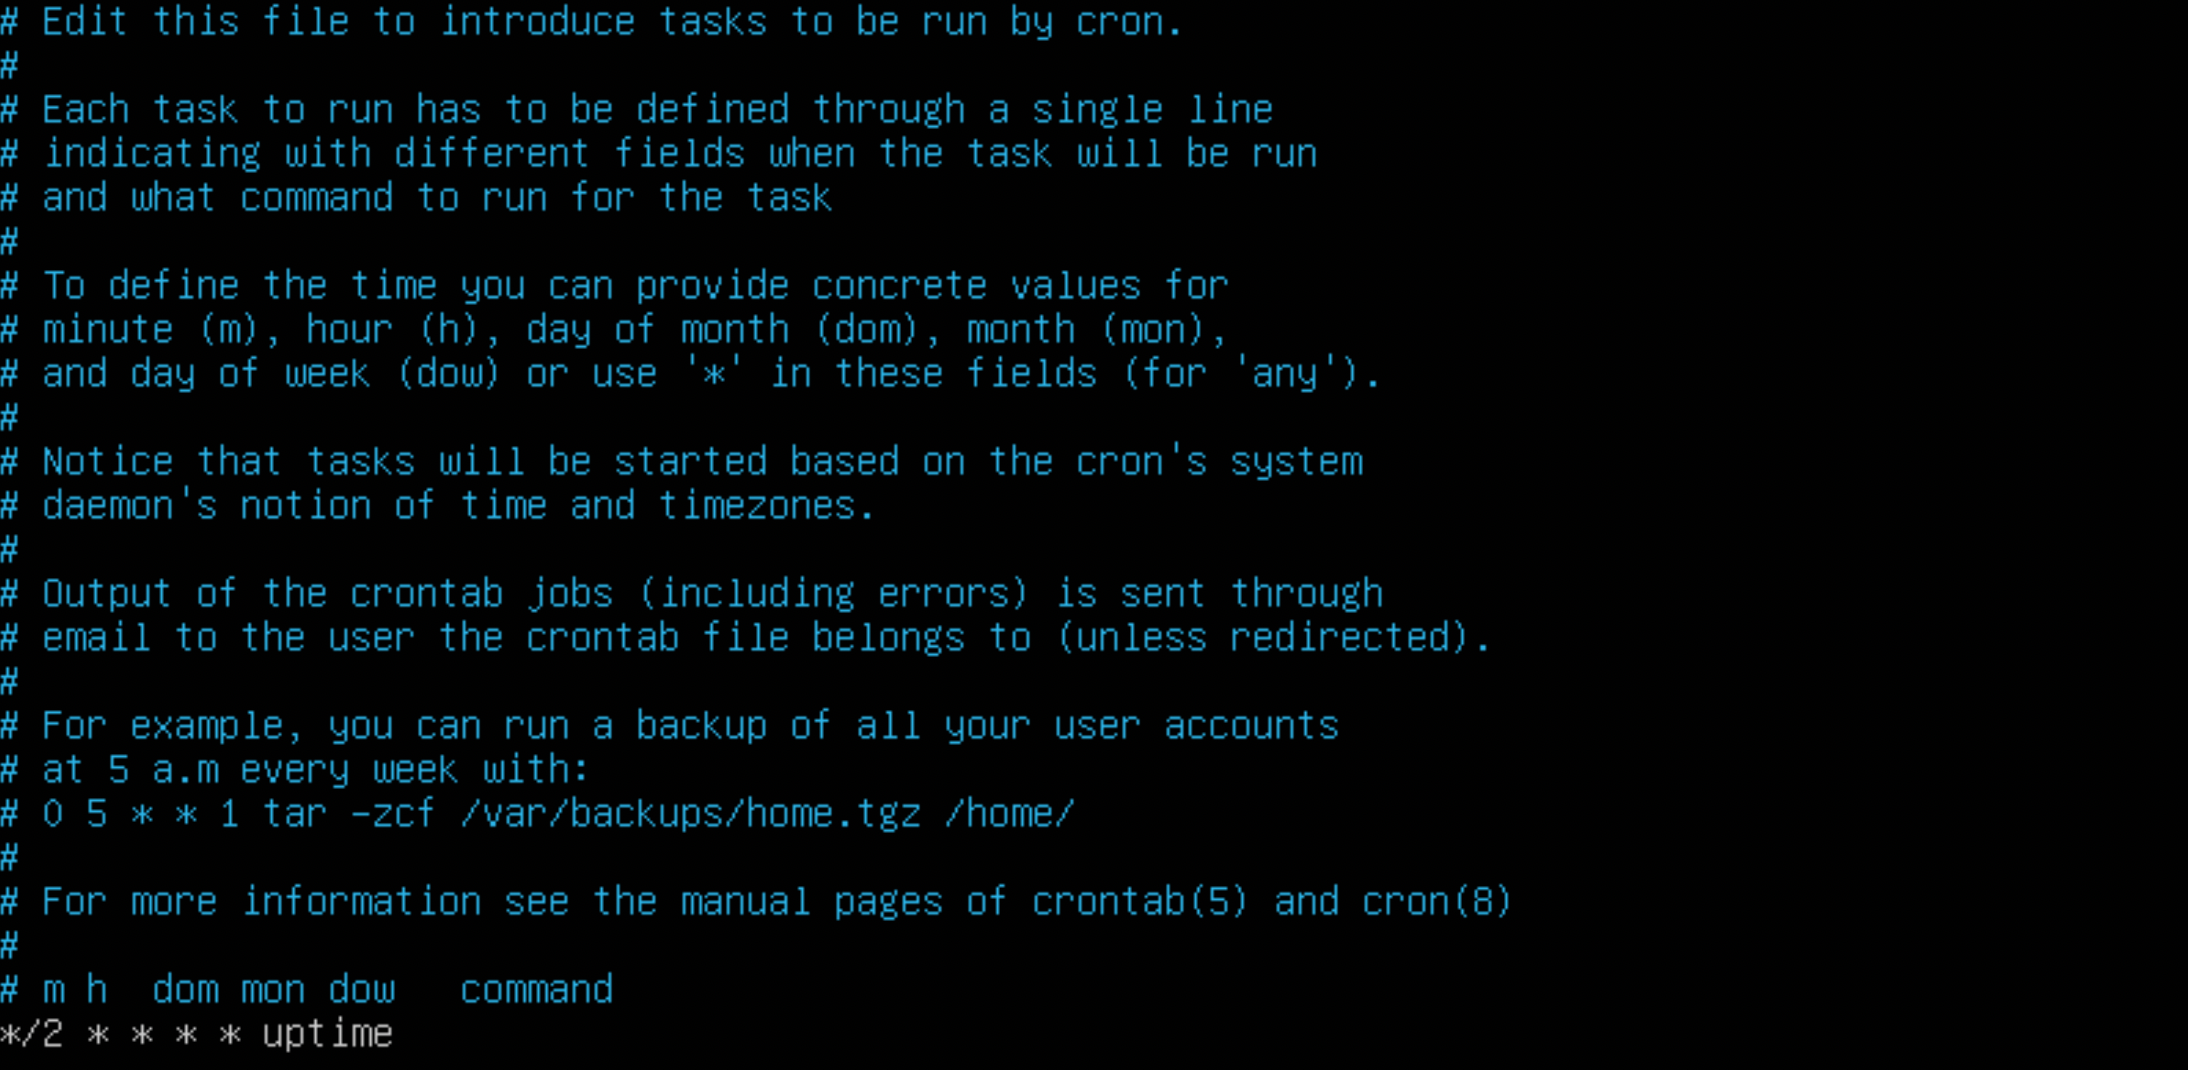 # Edit this file to introduce tasks to be run by cron.
#
# Each task to run has to be defined through a single line
# indicating with different fields when the task will be run
# and what command to run for the task
#
# To define the time you can provide concrete values for
# minute (m), hour (h), day of month (dom), month (mon),
# and day of week (dow) or use '*' in these fields (for 'any').
#
# Notice that tasks will be started based on the cron's system
# daemon's notion of time and timezones.
#
# Output of the crontab jobs (including errors) is sent through
# email to the user the crontab file belongs to (unless redirected).
#
# For example, you can run a backup of all your user accounts
# at 5 a.m every week with:
# 0 5 * * 1 tar -zcf /var/backups/home.tgz /home/
#
# For more information see the manual pages of crontab(5) and cron(8)
#
# m h  dom mon dow   command
*/2 * * * * uptime